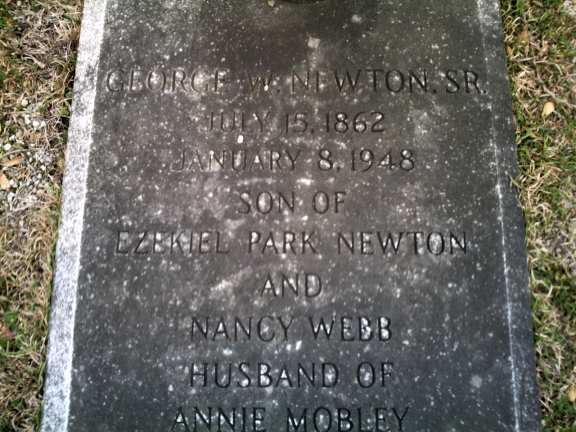 GEORGE W. NEWTON, SR.
JULY 15, 1862
JANUARY 8, 1948
SON OF
EZEKIEL PARK NEWTON
AND
NANCY WEBB
HUSBAND OF
ANNIE MOBLEY